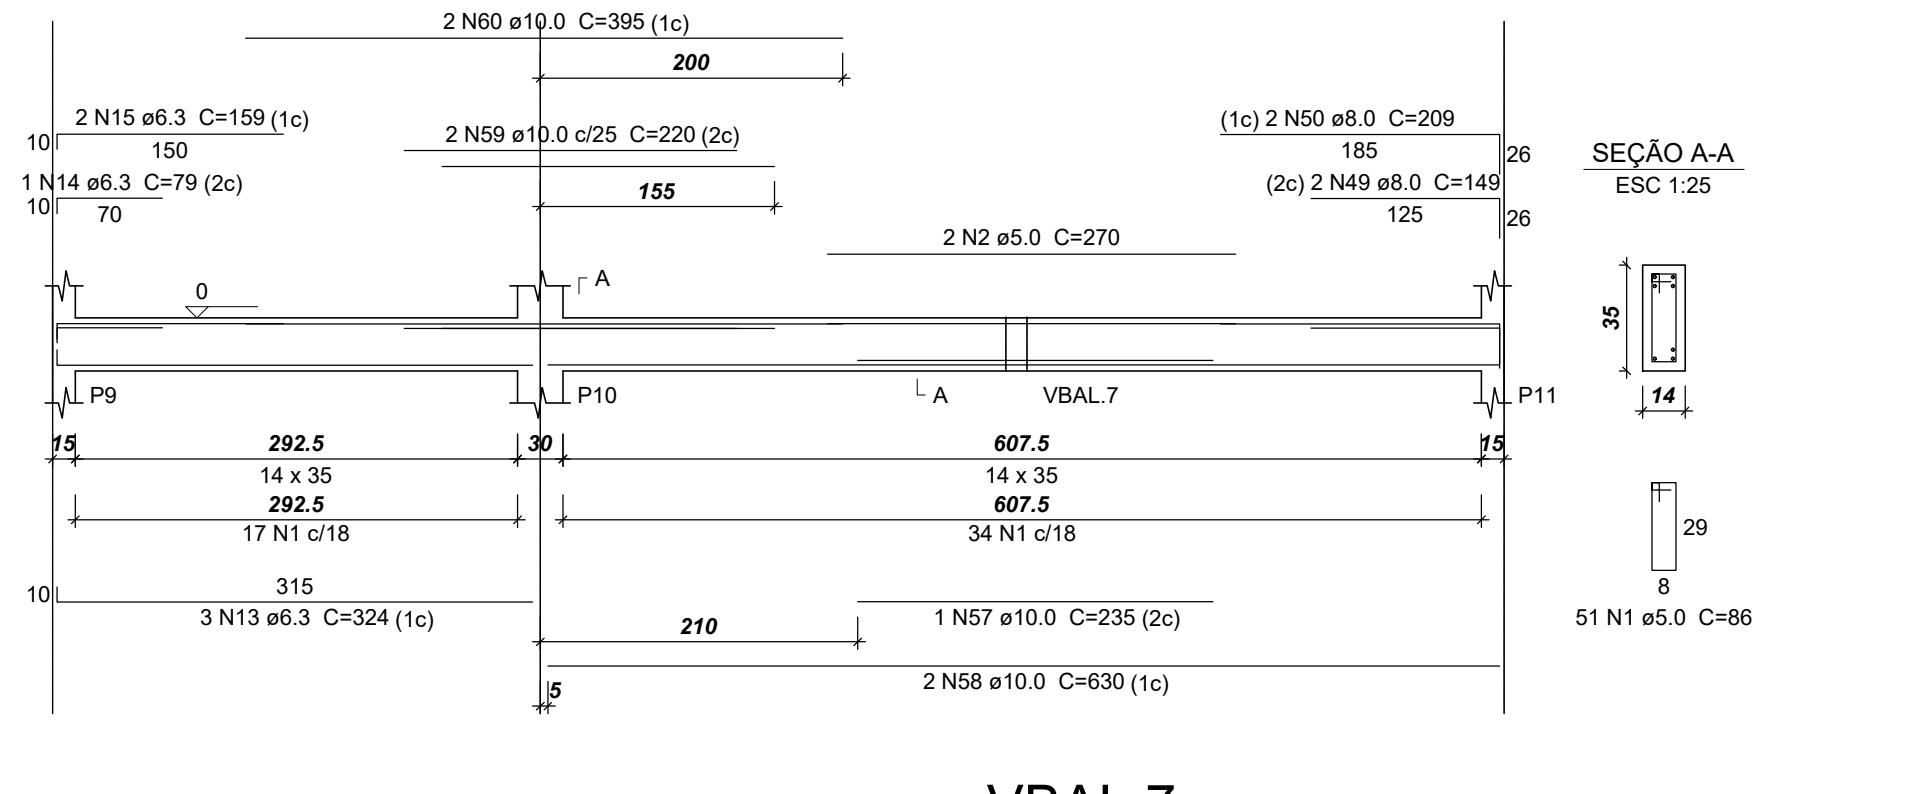 2 N60 ø10.0 C=395 (1c)
200
2 N15 ø6.3 C=159 (1c)
10
150
2 N59 ø10.0 c/25 C=220 (2c)
155
(1c) 2 N50 ø8.0 C=209
185
26
1 N14 ø6.3 C=79 (2c)
10
70
(2c) 2 N49 ø8.0 C=149
125
26
2 N2 ø5.0 C=270
SEÇÃO A-A
ESC 1:25
0
A
35
14
P9
P10
A
VBAL.7
P11
15
292.5
30
607.5
15
14 x 35
14 x 35
292.5
607.5
17 N1 c/18
34 N1 c/18
29
8
51 N1 ø5.0 C=86
10
315
3 N13 ø6.3 C=324 (1c)
210
1 N57 ø10.0 C=235 (2c)
2 N58 ø10.0 C=630 (1c)
5